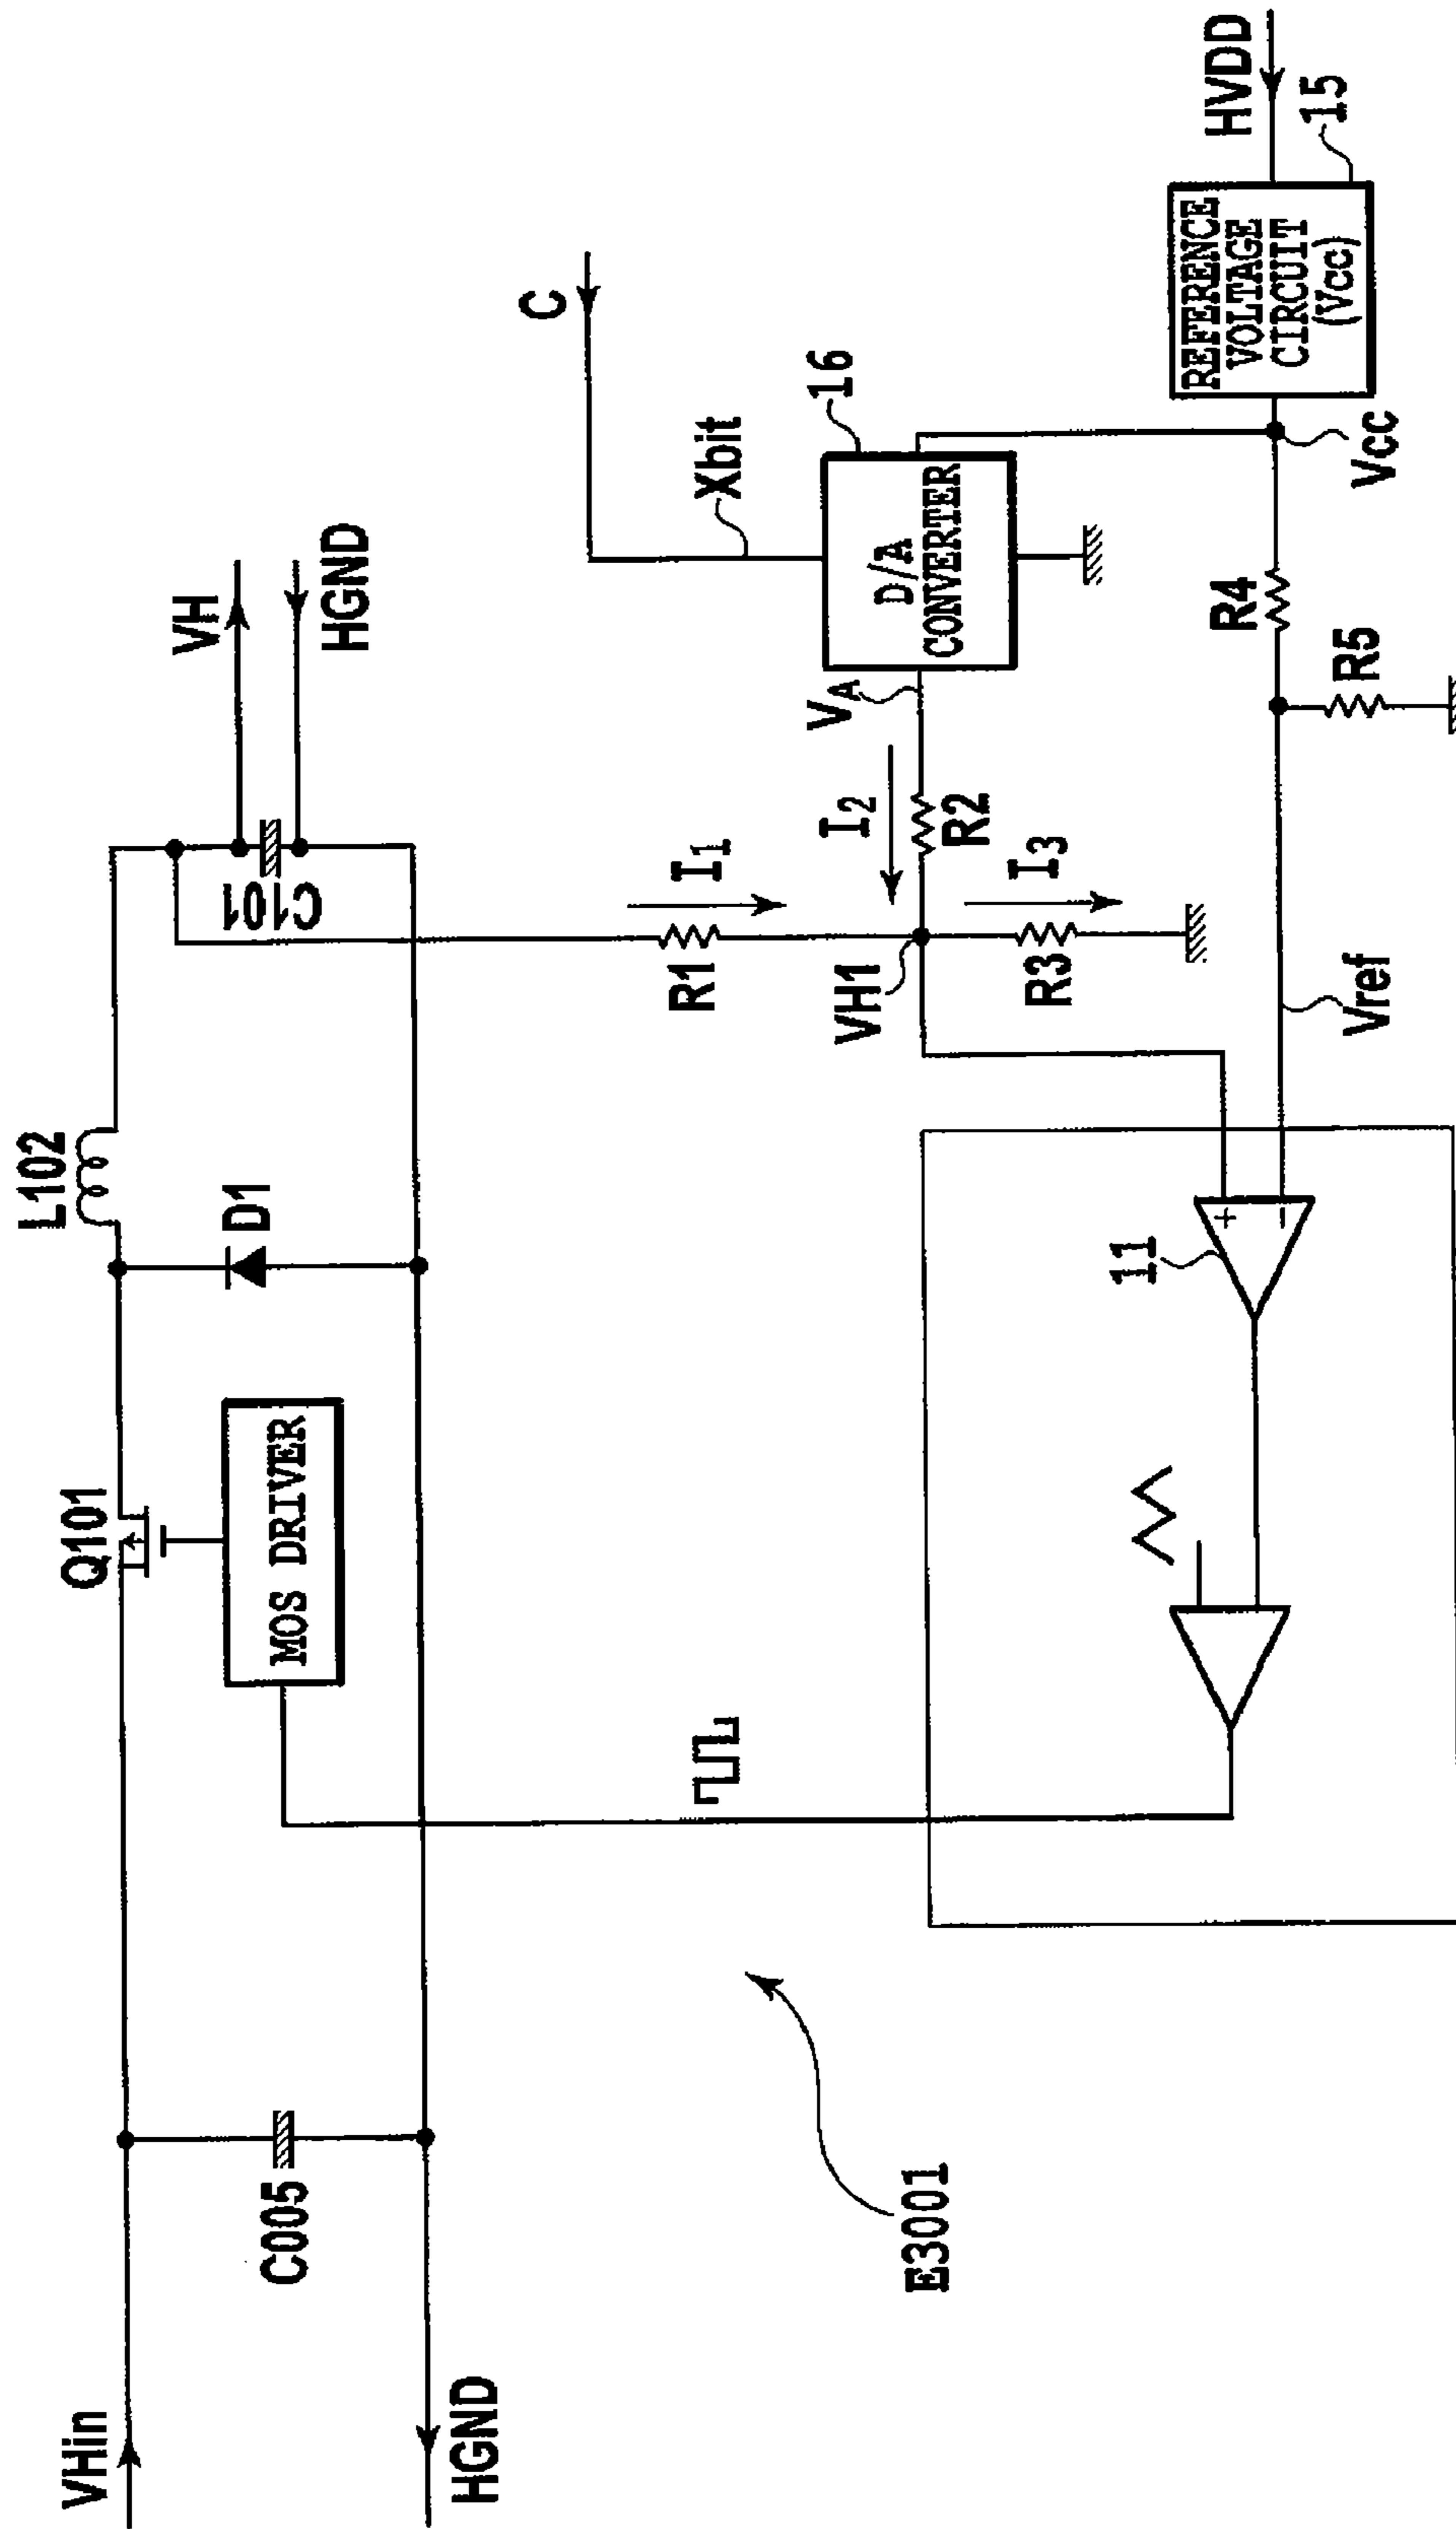 VHin
HGND
C005
Q101
MOS DRIVER
L102
D1
C101
VH
HGND
E3001
R1
I1
VH1
I2
R2
R3
I3
VA
D/A
CONVERTER
16
Xbit
C
11
+
−
Vref
R4
R5
Vcc
REFERENCE
VOLTAGE
CIRCUIT
(Vcc)
15
HVDD